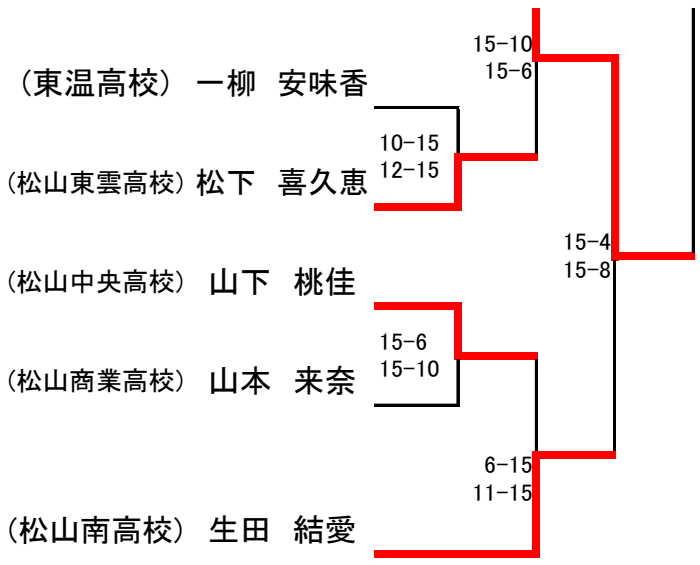 15-10
15-6
（東温高校） 一柳　安味香
10-15
12-15
（松山東雲高校） 松下　喜久恵
15-4
15-8
（松山中央高校） 山下　桃佳
15-6
15-10
（松山商業高校） 山本　来奈
6-15
11-15
（松山南高校） 生田　結愛